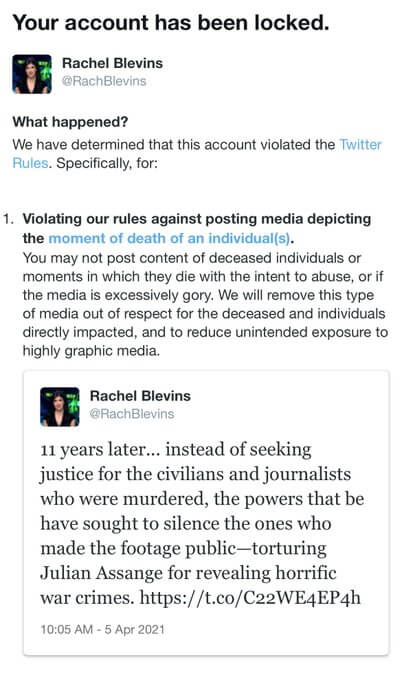 Your account has been locked.
Rachel Blevins
@RachBlevins
What happened?
We have determined that this account violated the Twitter
Rules. Specifically, for:
1. Violating our rules against posting media depicting
the moment of death of an individual(s).
You may not post content of deceased individuals or
moments in which they die with the intent to abuse, or if
the media is excessively gory. We will remove this type
of media out of respect for the deceased and individuals
directly impacted, and to reduce unintended exposure to
highly graphic media.
Rachel Blevins
@RachBlevins
11 years later... instead of seeking
justice for the civilians and journalists
who were murdered, the powers that be
have sought to silence the ones who
made the footage public—torturing
Julian Assange for revealing horrific
war crimes. https://t.co/C22WE4EP4h
10:05 AM - 5 Apr 2021